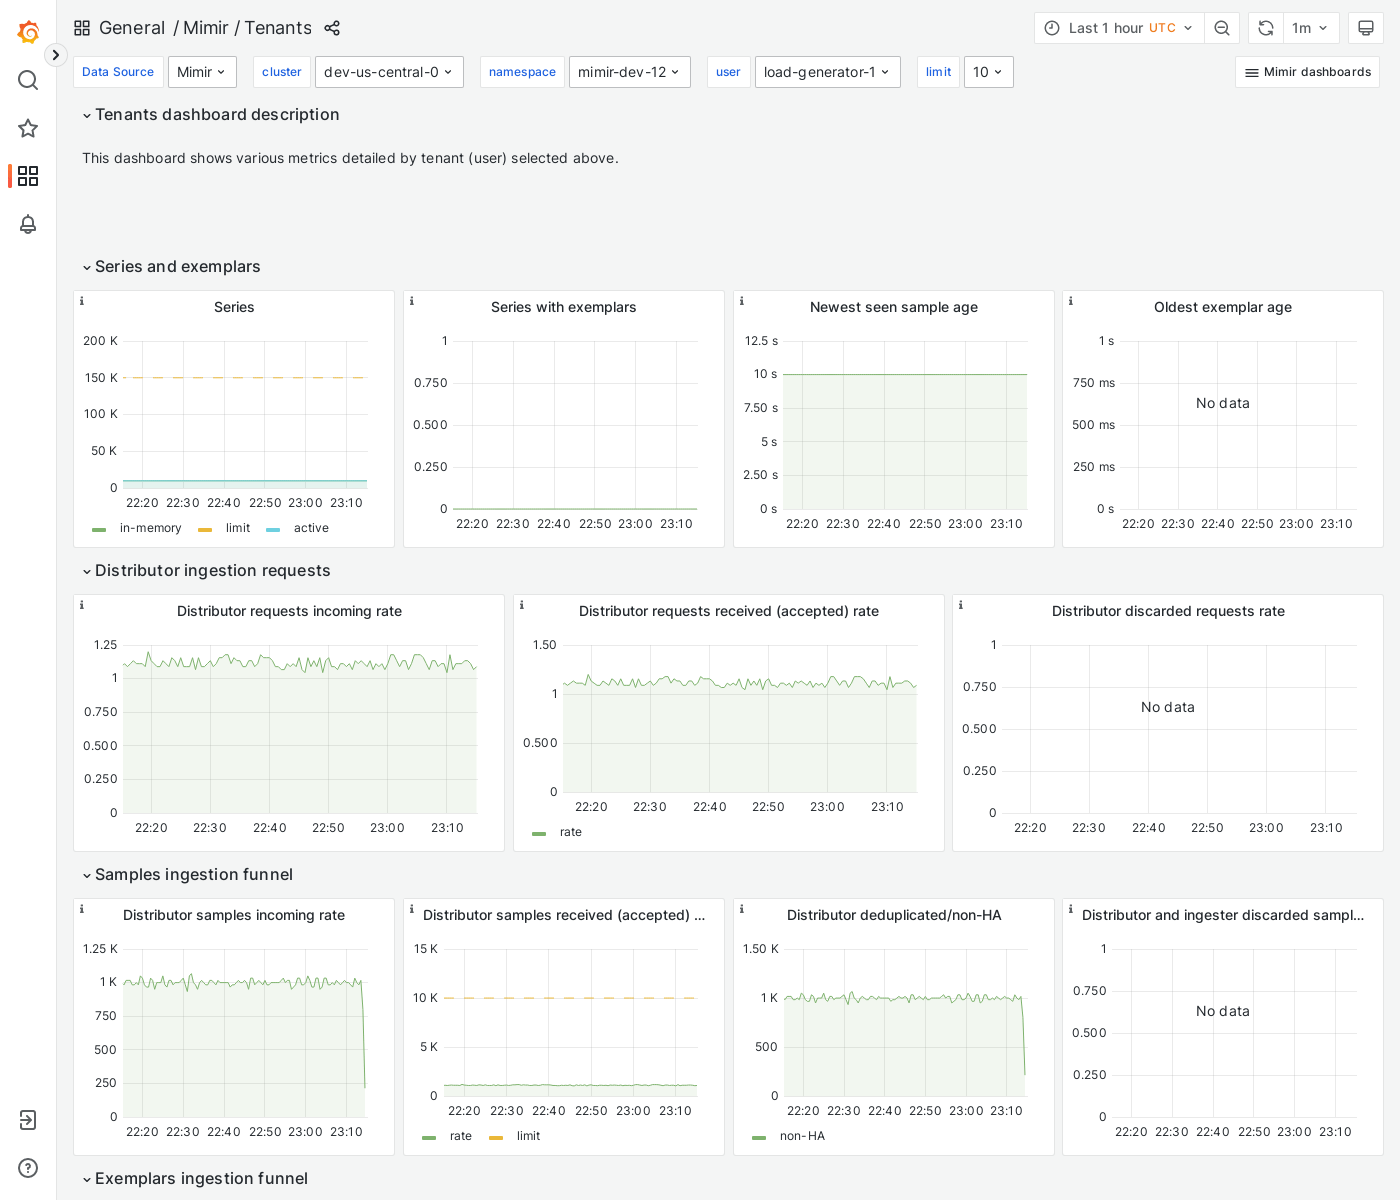 General / Mimir / Tenants
Last 1 hour UTC
1m
Data Source Mimir cluster dev-us-central-0 namespace mimir-dev-12 user load-generator-1 limit 10 Mimir dashboards
Tenants dashboard description
This dashboard shows various metrics detailed by tenant (user) selected above.
Series and exemplars
Series
200 K
150 K
100 K
50 K
0
22:20 22:30 22:40 22:50 23:00 23:10
in-memory limit active
Series with exemplars
1
0.750
0.500
0.250
0
22:20 22:30 22:40 22:50 23:00 23:10
Newest seen sample age
12.5 s
10 s
7.50 s
5 s
2.50 s
0 s
22:20 22:30 22:40 22:50 23:00 23:10
Oldest exemplar age
1 s
750 ms
No data
500 ms
250 ms
0 s
22:20 22:30 22:40 22:50 23:00 23:10
Distributor ingestion requests
Distributor requests incoming rate
1.25
1
0.750
0.500
0.250
0
22:20 22:30 22:40 22:50 23:00 23:10
Distributor requests received (accepted) rate
1.50
1
0.500
0
22:20 22:30 22:40 22:50 23:00 23:10
rate
Distributor discarded requests rate
1
0.750
No data
0.500
0.250
0
22:20 22:30 22:40 22:50 23:00 23:10
Samples ingestion funnel
Distributor samples incoming rate
1.25 K
1 K
750
500
250
0
22:20 22:30 22:40 22:50 23:00 23:10
Distributor samples received (accepted) ...
15 K
10 K
5 K
0
22:20 22:30 22:40 22:50 23:00 23:10
rate limit
Distributor deduplicated/non-HA
1.50 K
1 K
500
0
22:20 22:30 22:40 22:50 23:00 23:10
non-HA
Distributor and ingester discarded sampl...
1
0.750
No data
0.500
0.250
0
22:20 22:30 22:40 22:50 23:00 23:10
Exemplars ingestion funnel